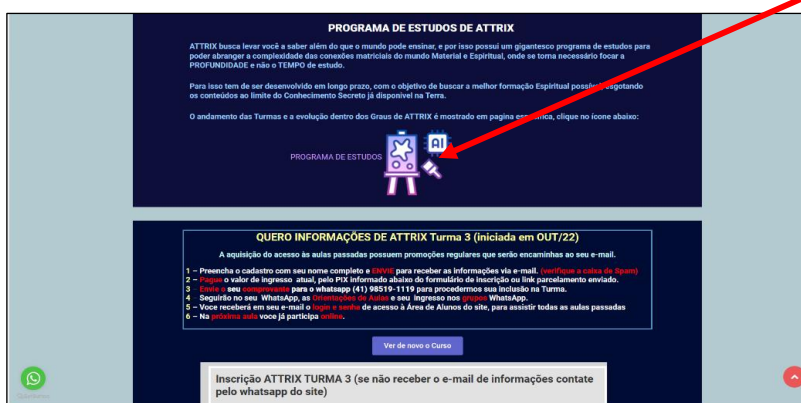 PROGRAMA DE ESTUDOS DE ATTRIX
ATTRIX busca levar você a saber além do que o mundo pode ensinar, e por isso possui um gigantesco programa de estudos para
poder abranger a complexidade das conexões matriciais do mundo Material e Espiritual, onde se torna necessário focar a
PROFUNDIDADE e não o TEMPO de estudo.
Para isso tem de ser desenvolvido em longo prazo, com o objetivo de buscar a melhor formação Espiritual possível, esgotando
os conteúdos ao limite do Conhecimento Secreto já disponível na Terra.
O andamento das Turmas e a evolução dentro dos Graus de ATTRIX é mostrado em pagina especifica, clique no ícone abaixo:
PROGRAMA DE ESTUDOS
AI
QUERO INFORMAÇÕES DE ATTRIX Turma 3 (iniciada em OUT/22)
A aquisição do acesso às aulas passadas possuem promoções regulares que serão encaminhas ao seu e-mail.
1 – Preencha o cadastro com seu nome completo e ENVIE para receber as informações via e-mail. (verifique a caixa de Spam)
2 – Pague o valor de ingresso atual, pelo PIX informado abaixo do formulário de inscrição ou link parcelamento enviado.
3 – Envie o seu comprovante para o whatsapp (41) 98519-1119 para procedermos sua inclusão na Turma.
4 – Seguirão no seu WhatsApp, as Orientações de Aulas e seu ingresso nos grupos WhatsApp.
5 – Voce receberá em seu e-mail o login e senha de acesso à Área de Alunos do site, para assistir todas as aulas passadas
6 – Na próxima aula voce já participa online.
Ver de novo o Curso
Inscrição ATTRIX TURMA 3 (se não receber o e-mail de informações contate
pelo whatsapp do site)